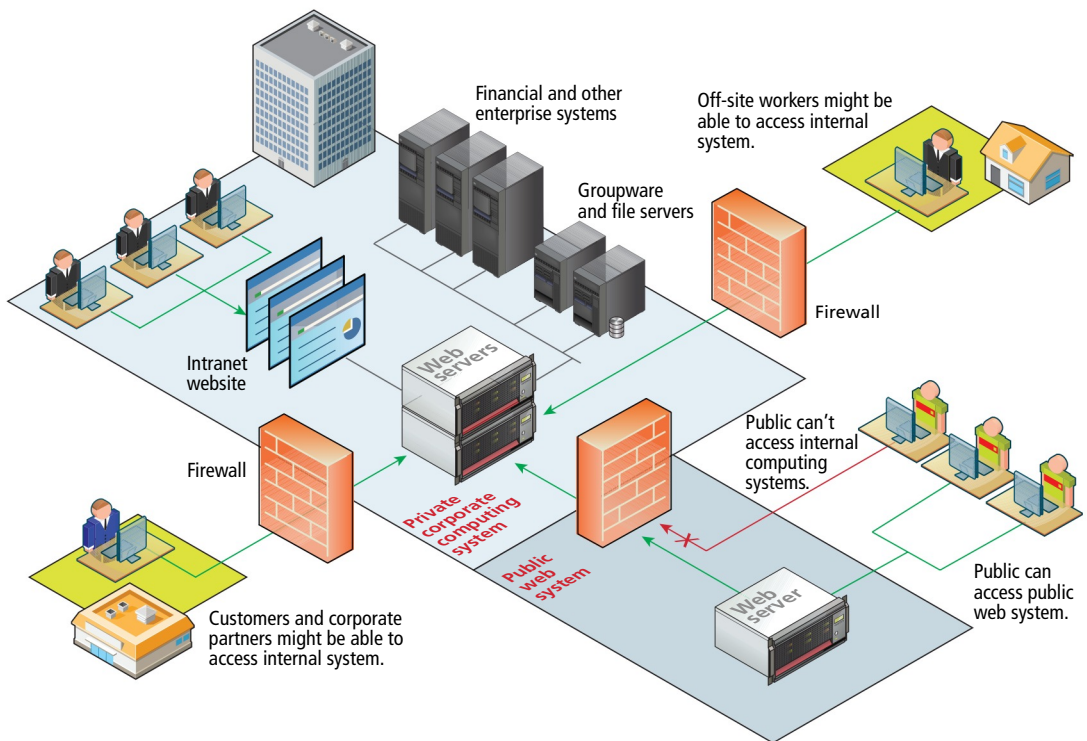 Financial and other
enterprise systems
Off-site workers might be
able to access internal
system.
Groupware
and file servers
Firewall
Intranet
website
Web
servers
Public can't
access internal
computing
systems.
Firewall
Private
corporate
computing
system
Public
web
system
Web
server
Public can
access public
web system.
Customers and corporate
partners might be able to
access internal system.